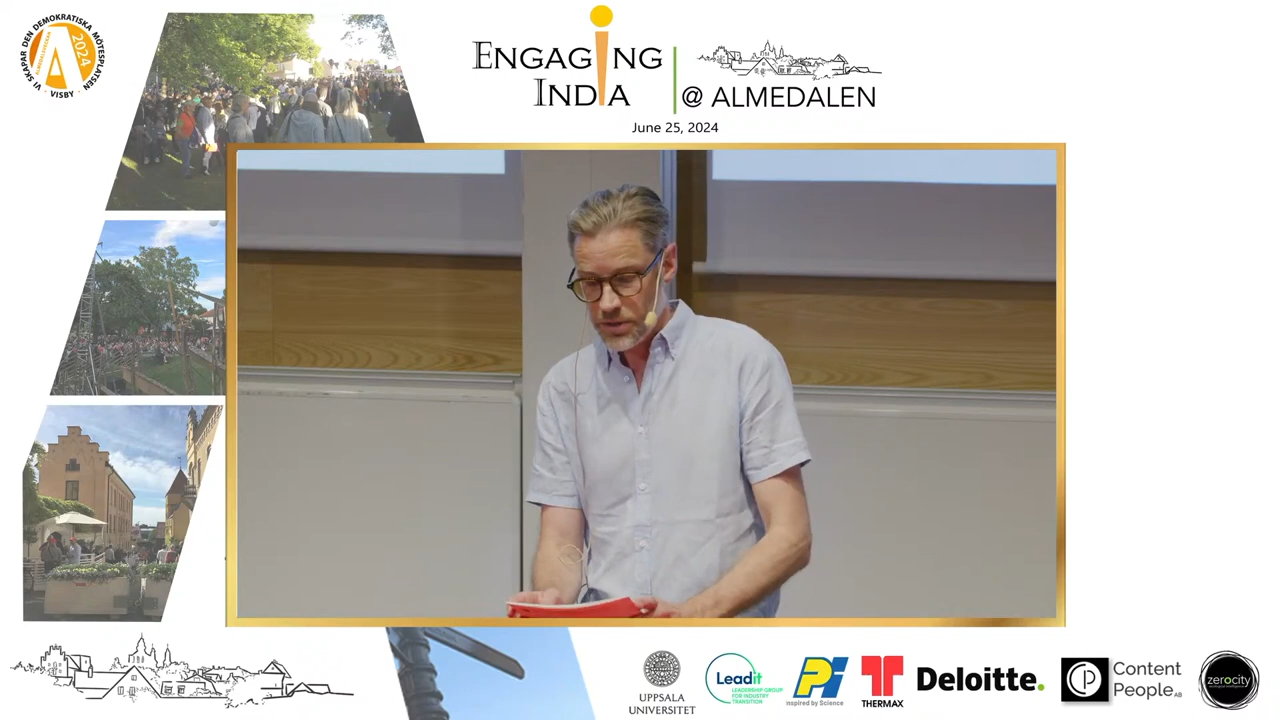 VI SKAPAR DEN DEMOKRATISKA MÖTESPLATSEN
2024
· VISBY ·
ENGAGING
INDIA
@ ALMEDALEN
June 25, 2024
UPPSALA
UNIVERSITET
Leadit
LEADERSHIP GROUP
FOR INDUSTRY
TRANSITION
Pi
Inspired by Science
THERMAX
Deloitte.
Content
People AB
zerocity